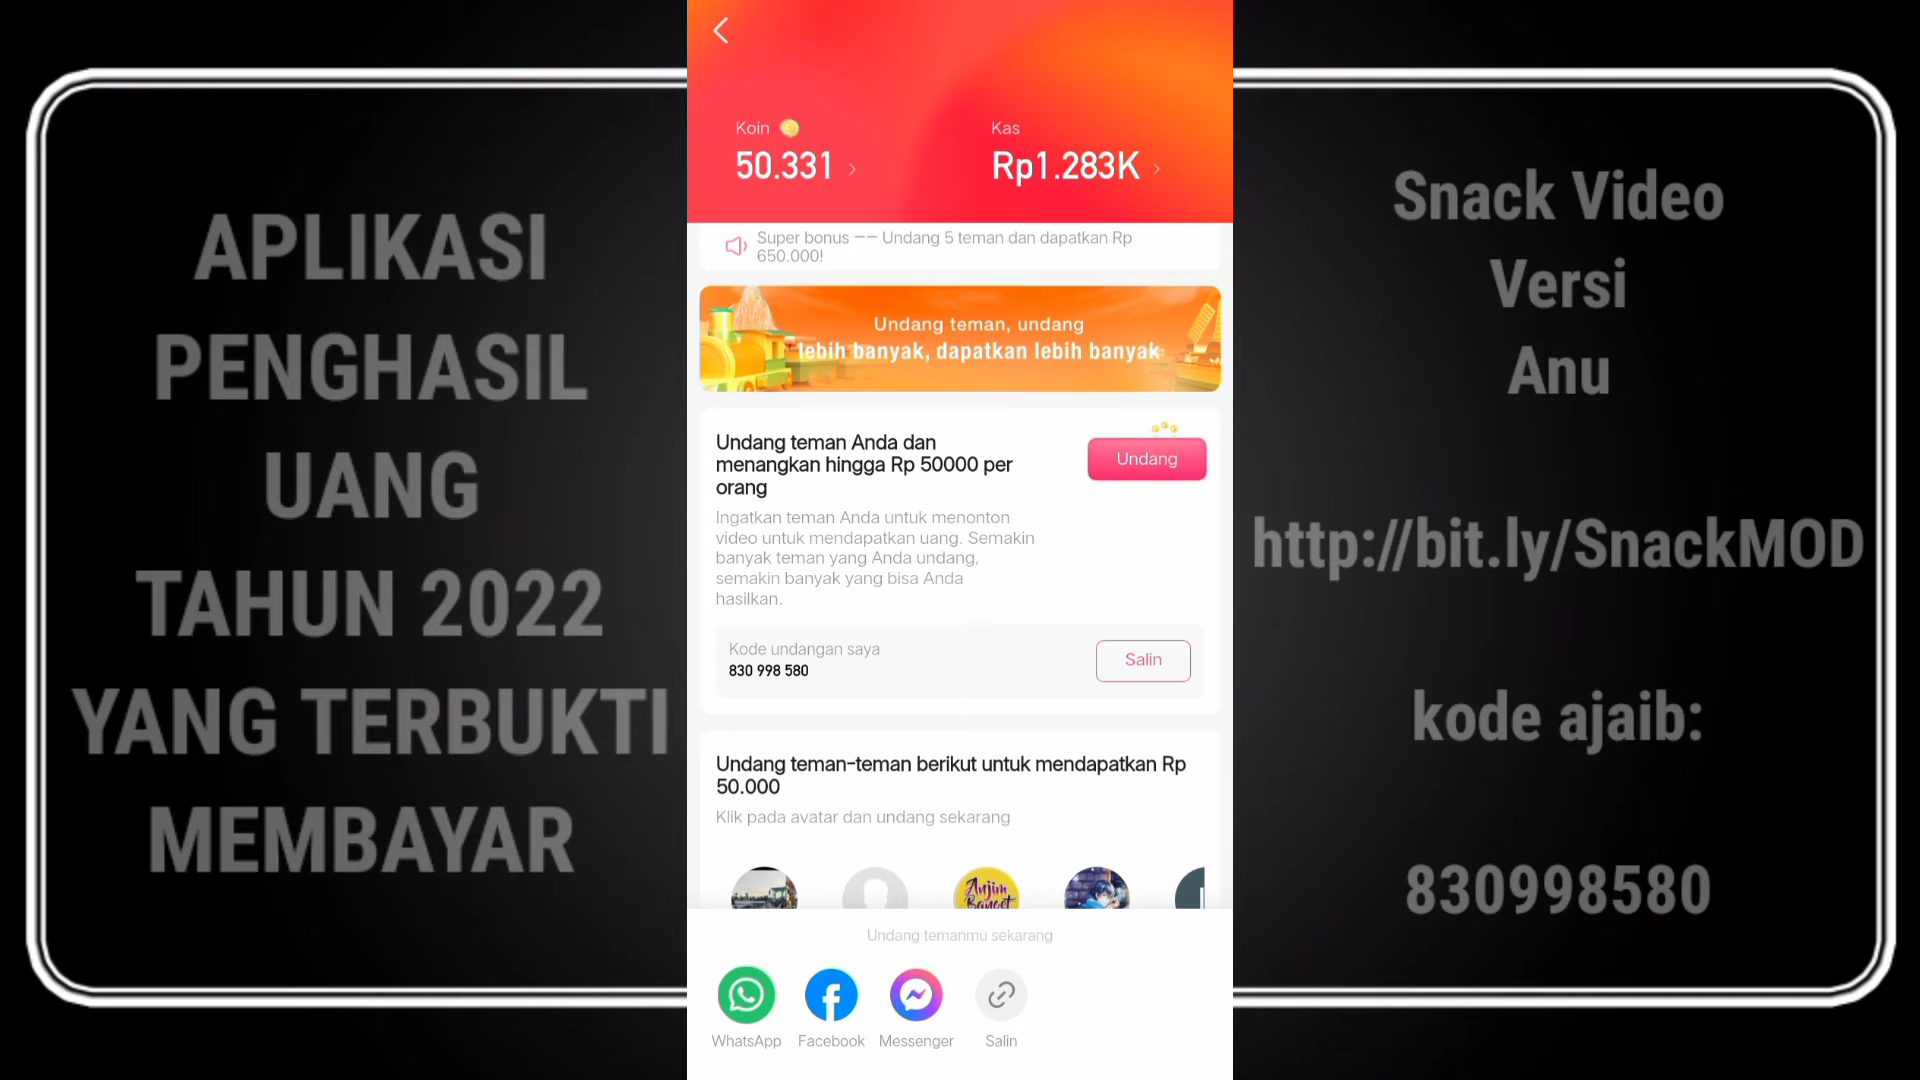 APLIKASI
PENGHASIL
UANG
TAHUN 2022
YANG TERBUKTI
MEMBAYAR
Koin
50.331
Kas
Rp1.283K
Super bonus —— Undang 5 teman dan dapatkan Rp
650.000!
Undang teman, undang
lebih banyak, dapatkan lebih banyak
Undang teman Anda dan
menangkan hingga Rp 50000 per
orang
Undang
Ingatkan teman Anda untuk menonton
video untuk mendapatkan uang. Semakin
banyak teman yang Anda undang,
semakin banyak yang bisa Anda
hasilkan.
Kode undangan saya
830 998 580
Salin
Undang teman-teman berikut untuk mendapatkan Rp
50.000
Klik pada avatar dan undang sekarang
Anjim
Banget
Undang temanmu sekarang
WhatsApp
Facebook
Messenger
Salin
Snack Video
Versi
Anu
http://bit.ly/SnackMOD
kode ajaib:
830998580